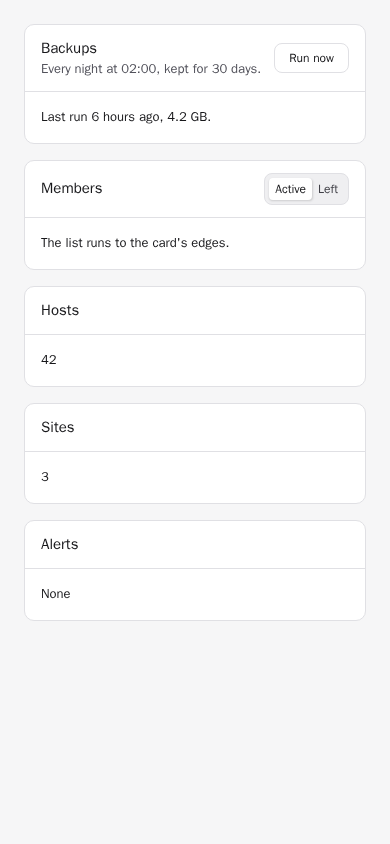 Backups
Every night at 02:00, kept for 30 days.
Run now
Last run 6 hours ago, 4.2 GB.
Members
Active Left
The list runs to the card's edges.
Hosts
42
Sites
3
Alerts
None